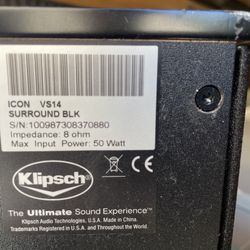 ICON VS14
SURROUND BLK
S/N:100987308370880
Impedance: 8 ohm
Max Input Power: 50 Watt
Klipsch®
The Ultimate Sound Experience™
Klipsch Audio Technologies, U.S.A. Made in China.
Trademarks Registered in U.S.A. and Throughout the World.